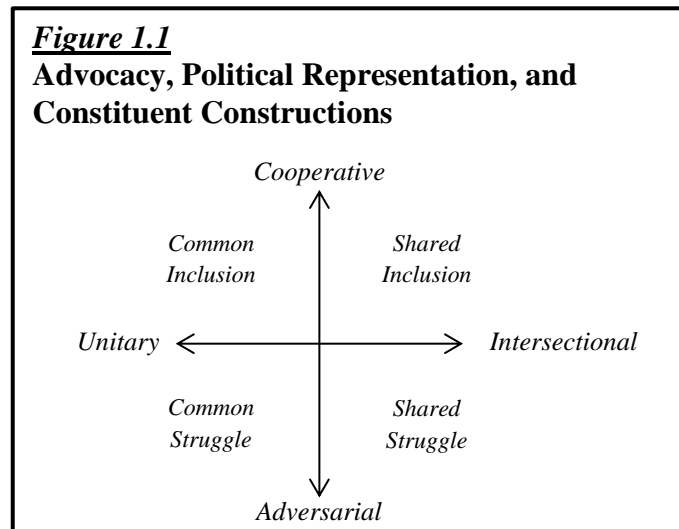 Figure 1.1
Advocacy, Political Representation, and
Constituent Constructions
Cooperative
Common
Inclusion
Shared
Inclusion
Unitary
Intersectional
Common
Struggle
Shared
Struggle
Adversarial